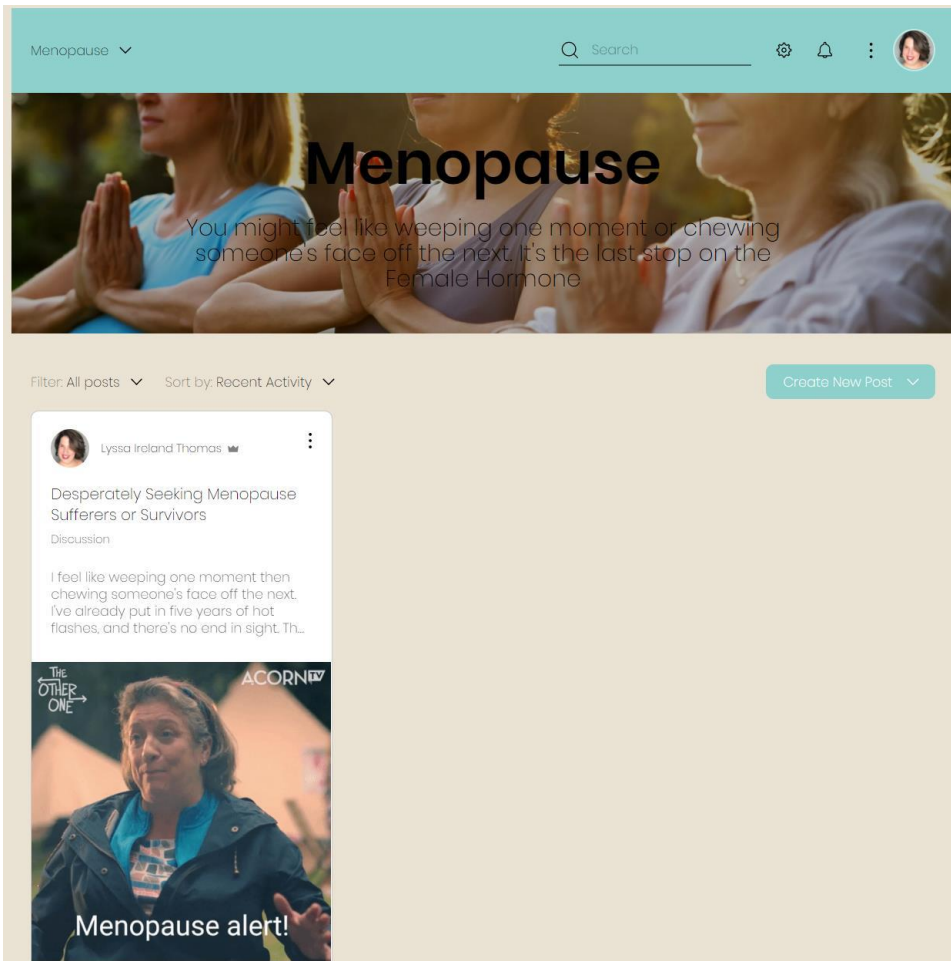 Menopause
Search
Menopause
You might feel like weeping one moment or chewing
someone's face off the next. It's the last stop on the
Female Hormone
Filter: All posts
Sort by: Recent Activity
Create New Post
Lyssa Ireland Thomas
Desperately Seeking Menopause
Sufferers or Survivors
Discussion
I feel like weeping one moment then
chewing someone's face off the next.
I've already put in five years of hot
flashes, and there's no end in sight. Th...
THE
OTHER
ONE
ACORN TV
Menopause alert!